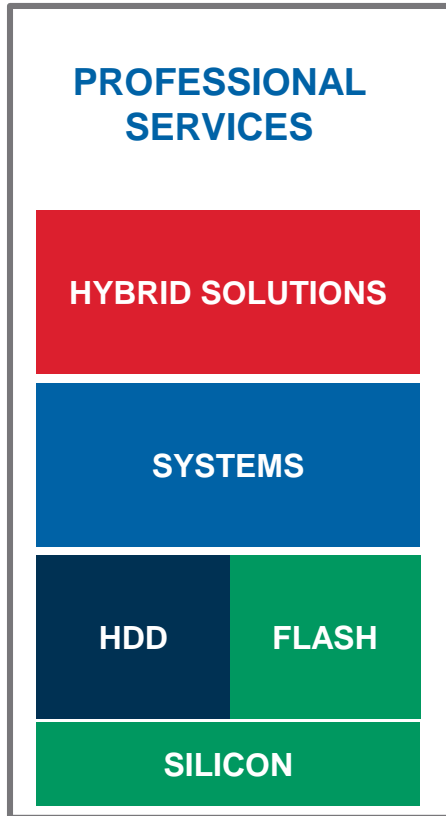 PROFESSIONAL
SERVICES
HYBRID SOLUTIONS
SYSTEMS
HDD FLASH
SILICON